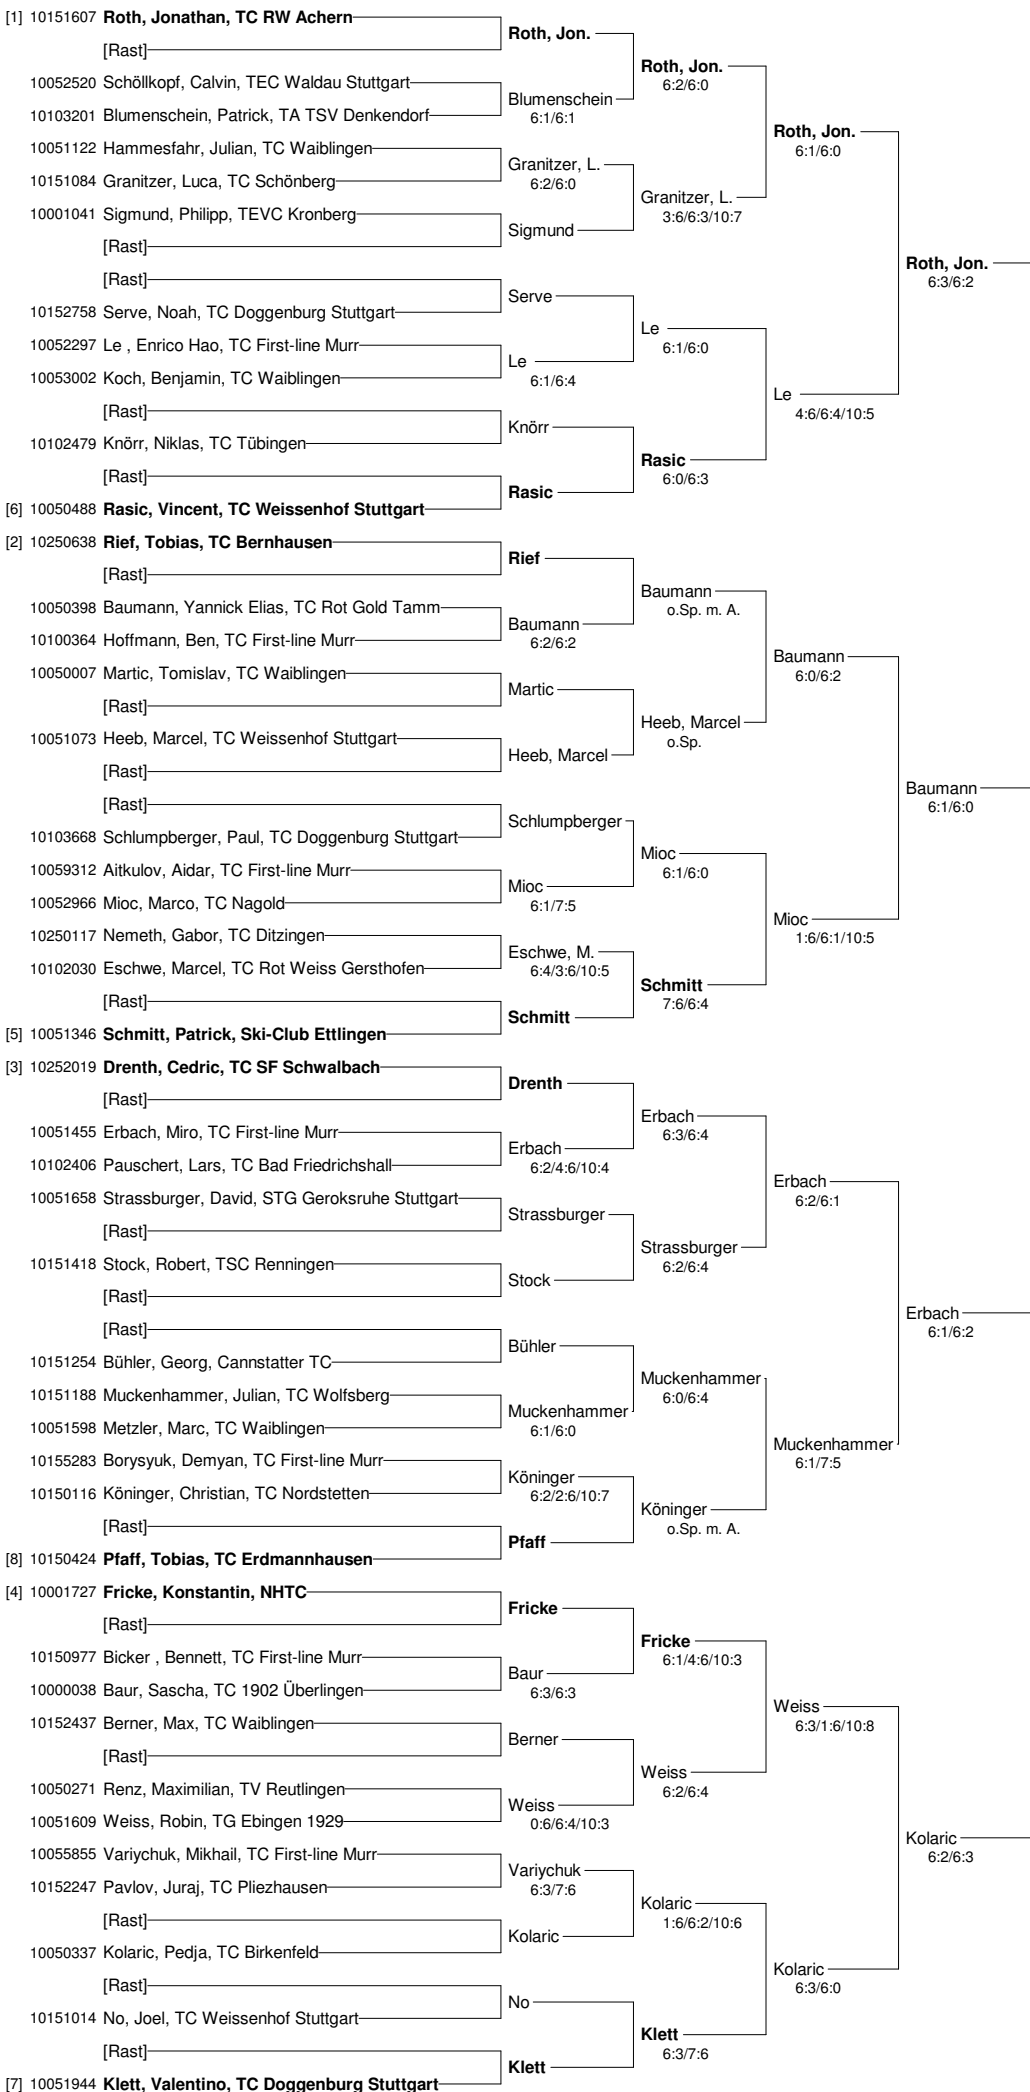 [1] 10151607 Roth, Jonathan, TC RW Achern
[Rast]
10052520 Schöllkopf, Calvin, TEC Waldau Stuttgart
10103201 Blumenschein, Patrick, TA TSV Denkendorf
10051122 Hammesfahr, Julian, TC Waiblingen
10151084 Granitzer, Luca, TC Schönberg
10001041 Sigmund, Philipp, TEVC Kronberg
[Rast]
[Rast]
10152758 Serve, Noah, TC Doggenburg Stuttgart
10052297 Le , Enrico Hao, TC First-line Murr
10053002 Koch, Benjamin, TC Waiblingen
[Rast]
10102479 Knörr, Niklas, TC Tübingen
[Rast]
[6] 10050488 Rasic, Vincent, TC Weissenhof Stuttgart
[2] 10250638 Rief, Tobias, TC Bernhausen
[Rast]
10050398 Baumann, Yannick Elias, TC Rot Gold Tamm
10100364 Hoffmann, Ben, TC First-line Murr
10050007 Martic, Tomislav, TC Waiblingen
[Rast]
10051073 Heeb, Marcel, TC Weissenhof Stuttgart
[Rast]
[Rast]
10103668 Schlumpberger, Paul, TC Doggenburg Stuttgart
10059312 Aitkulov, Aidar, TC First-line Murr
10052966 Mioc, Marco, TC Nagold
10250117 Nemeth, Gabor, TC Ditzingen
10102030 Eschwe, Marcel, TC Rot Weiss Gersthofen
[Rast]
[5] 10051346 Schmitt, Patrick, Ski-Club Ettlingen
[3] 10252019 Drenth, Cedric, TC SF Schwalbach
[Rast]
10051455 Erbach, Miro, TC First-line Murr
10102406 Pauschert, Lars, TC Bad Friedrichshall
10051658 Strassburger, David, STG Geroksruhe Stuttgart
[Rast]
10151418 Stock, Robert, TSC Renningen
[Rast]
[Rast]
10151254 Bühler, Georg, Cannstatter TC
10151188 Muckenhammer, Julian, TC Wolfsberg
10051598 Metzler, Marc, TC Waiblingen
10155283 Borysyuk, Demyan, TC First-line Murr
10150116 Köninger, Christian, TC Nordstetten
[Rast]
[8] 10150424 Pfaff, Tobias, TC Erdmannhausen
[4] 10001727 Fricke, Konstantin, NHTC
[Rast]
10150977 Bicker , Bennett, TC First-line Murr
10000038 Baur, Sascha, TC 1902 Überlingen
10152437 Berner, Max, TC Waiblingen
[Rast]
10050271 Renz, Maximilian, TV Reutlingen
10051609 Weiss, Robin, TG Ebingen 1929
10055855 Variychuk, Mikhail, TC First-line Murr
10152247 Pavlov, Juraj, TC Pliezhausen
[Rast]
10050337 Kolaric, Pedja, TC Birkenfeld
[Rast]
10151014 No, Joel, TC Weissenhof Stuttgart
[Rast]
[7] 10051944 Klett, Valentino, TC Doggenburg Stuttgart
Roth, Jon.
Blumenschein
6:1/6:1
Granitzer, L.
6:2/6:0
Sigmund
Serve
Le
6:1/6:4
Knörr
Rasic
Rief
Baumann
6:2/6:2
Martic
Heeb, Marcel
Schlumpberger
Mioc
6:1/7:5
Eschwe, M.
6:4/3:6/10:5
Schmitt
Drenth
Erbach
6:2/4:6/10:4
Strassburger
Stock
Bühler
Muckenhammer
6:1/6:0
Köninger
6:2/2:6/10:7
Pfaff
Fricke
Baur
6:3/6:3
Berner
Weiss
0:6/6:4/10:3
Variychuk
6:3/7:6
Kolaric
No
Klett
Roth, Jon.
6:2/6:0
Granitzer, L.
3:6/6:3/10:7
Le
6:1/6:0
Rasic
6:0/6:3
Baumann
o.Sp. m. A.
Heeb, Marcel
o.Sp.
Mioc
6:1/6:0
Schmitt
7:6/6:4
Erbach
6:3/6:4
Strassburger
6:2/6:4
Muckenhammer
6:0/6:4
Köninger
o.Sp. m. A.
Fricke
6:1/4:6/10:3
Weiss
6:2/6:4
Kolaric
1:6/6:2/10:6
Klett
6:3/7:6
Roth, Jon.
6:1/6:0
Le
4:6/6:4/10:5
Baumann
6:0/6:2
Mioc
1:6/6:1/10:5
Erbach
6:2/6:1
Muckenhammer
6:1/7:5
Weiss
6:3/1:6/10:8
Kolaric
6:3/6:0
Roth, Jon.
6:3/6:2
Baumann
6:1/6:0
Erbach
6:1/6:2
Kolaric
6:2/6:3